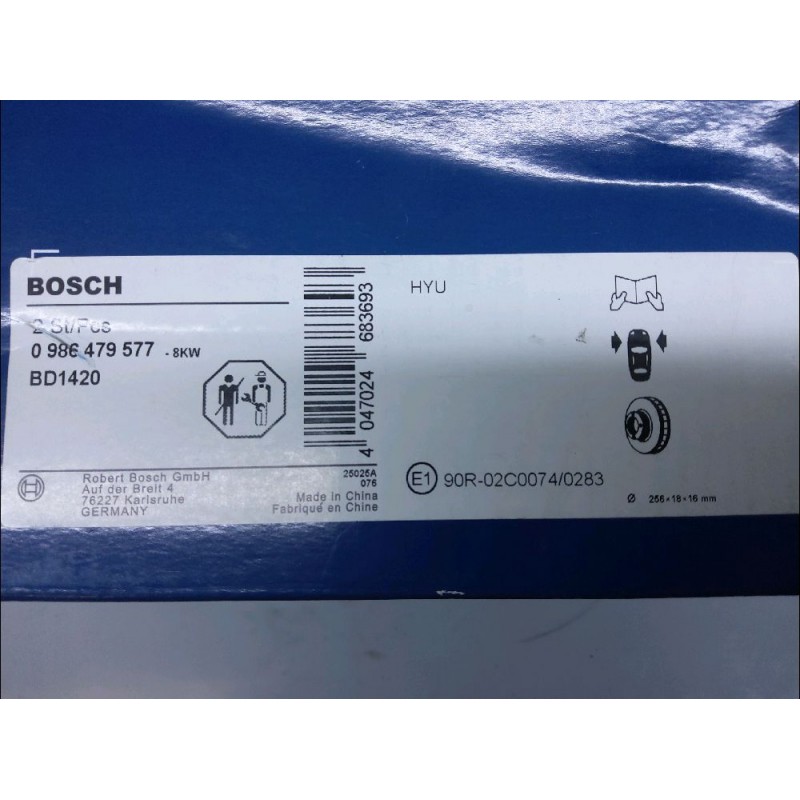 BOSCH
2 St/Pcs
0 986 479 577 - 8KW
BD1420
4 047024 683693
HYU
Robert Bosch GmbH
Auf der Breit 4
76227 Karlsruhe
GERMANY
25025A
076
Made in China
Fabriqué en Chine
E1 90R-02C0074/0283
Ø 256×18×16 mm